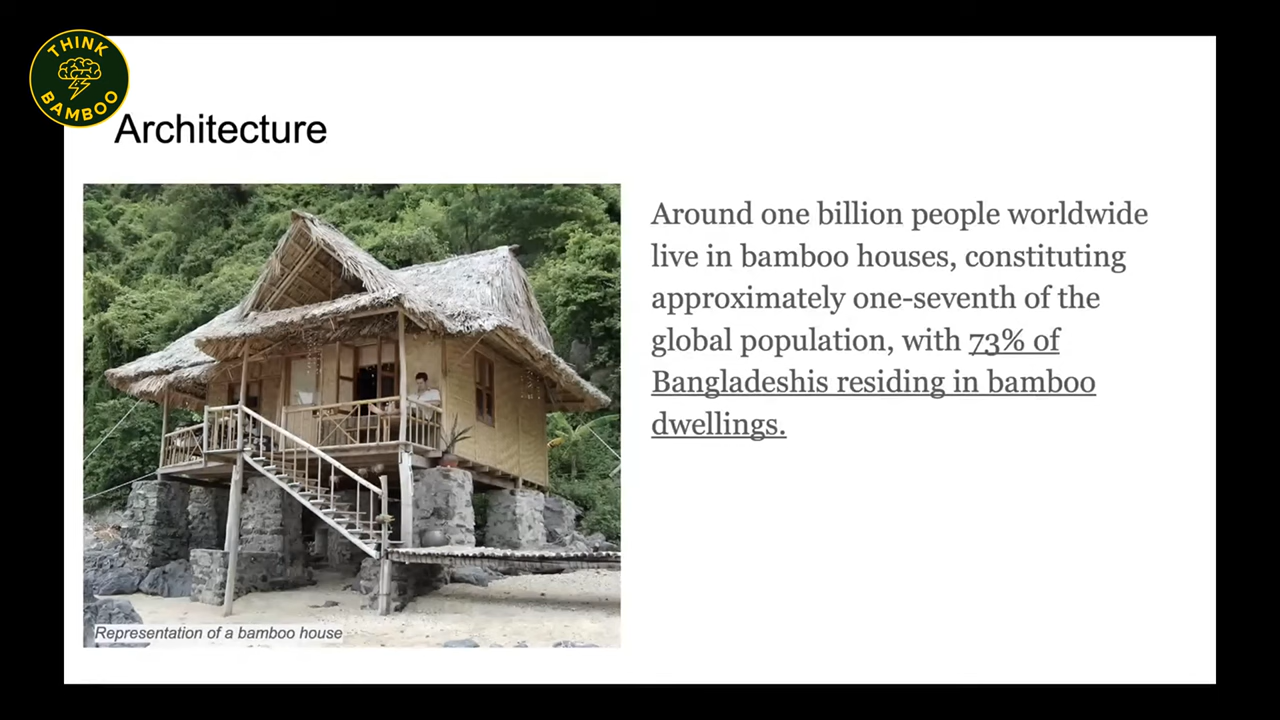 THINK
BAMBOO
Architecture
Around one billion people worldwide
live in bamboo houses, constituting
approximately one-seventh of the
global population, with 73% of
Bangladeshis residing in bamboo
dwellings.
Representation of a bamboo house